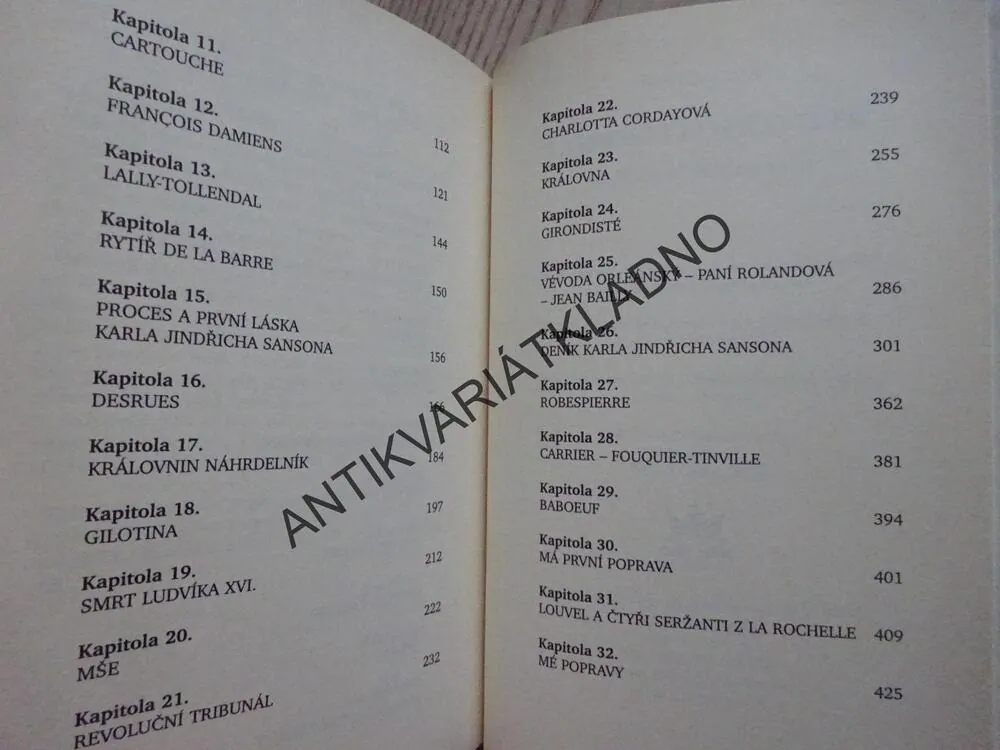 Kapitola 11.
CARTOUCHE 112
Kapitola 12.
FRANÇOIS DAMIENS 121
Kapitola 13.
LALLY-TOLLENDAL 144
Kapitola 14.
RYTÍŘ DE LA BARRE 150
Kapitola 15.
PROCES A PRVNÍ LÁSKA
KARLA JINDŘICHA SANSONA 156
Kapitola 16.
DESRUES 166
Kapitola 17.
KRÁLOVNIN NÁHRDELNÍK 184
Kapitola 18.
GILOTINA 197
Kapitola 19.
SMRT LUDVÍKA XVI. 212
Kapitola 20.
MŠE 222
Kapitola 21.
REVOLUČNÍ TRIBUNÁL 232
Kapitola 22.
CHARLOTTA CORDAYOVÁ 239
Kapitola 23.
KRÁLOVNA 255
Kapitola 24.
GIRONDISTÉ 276
Kapitola 25.
VÉVODA ORLEÁNSKÝ – PANÍ ROLANDOVÁ
– JEAN BAILLY 286
Kapitola 26.
DENÍK KARLA JINDŘICHA SANSONA 301
Kapitola 27.
ROBESPIERRE 362
Kapitola 28.
CARRIER – FOUQUIER-TINVILLE 381
Kapitola 29.
BABOEUF 394
Kapitola 30.
MÁ PRVNÍ POPRAVA 401
Kapitola 31.
LOUVEL A ČTYŘI SERŽANTI Z LA ROCHELLE 409
Kapitola 32.
MÉ POPRAVY 425
ANTIKVARIÁTKLADNO